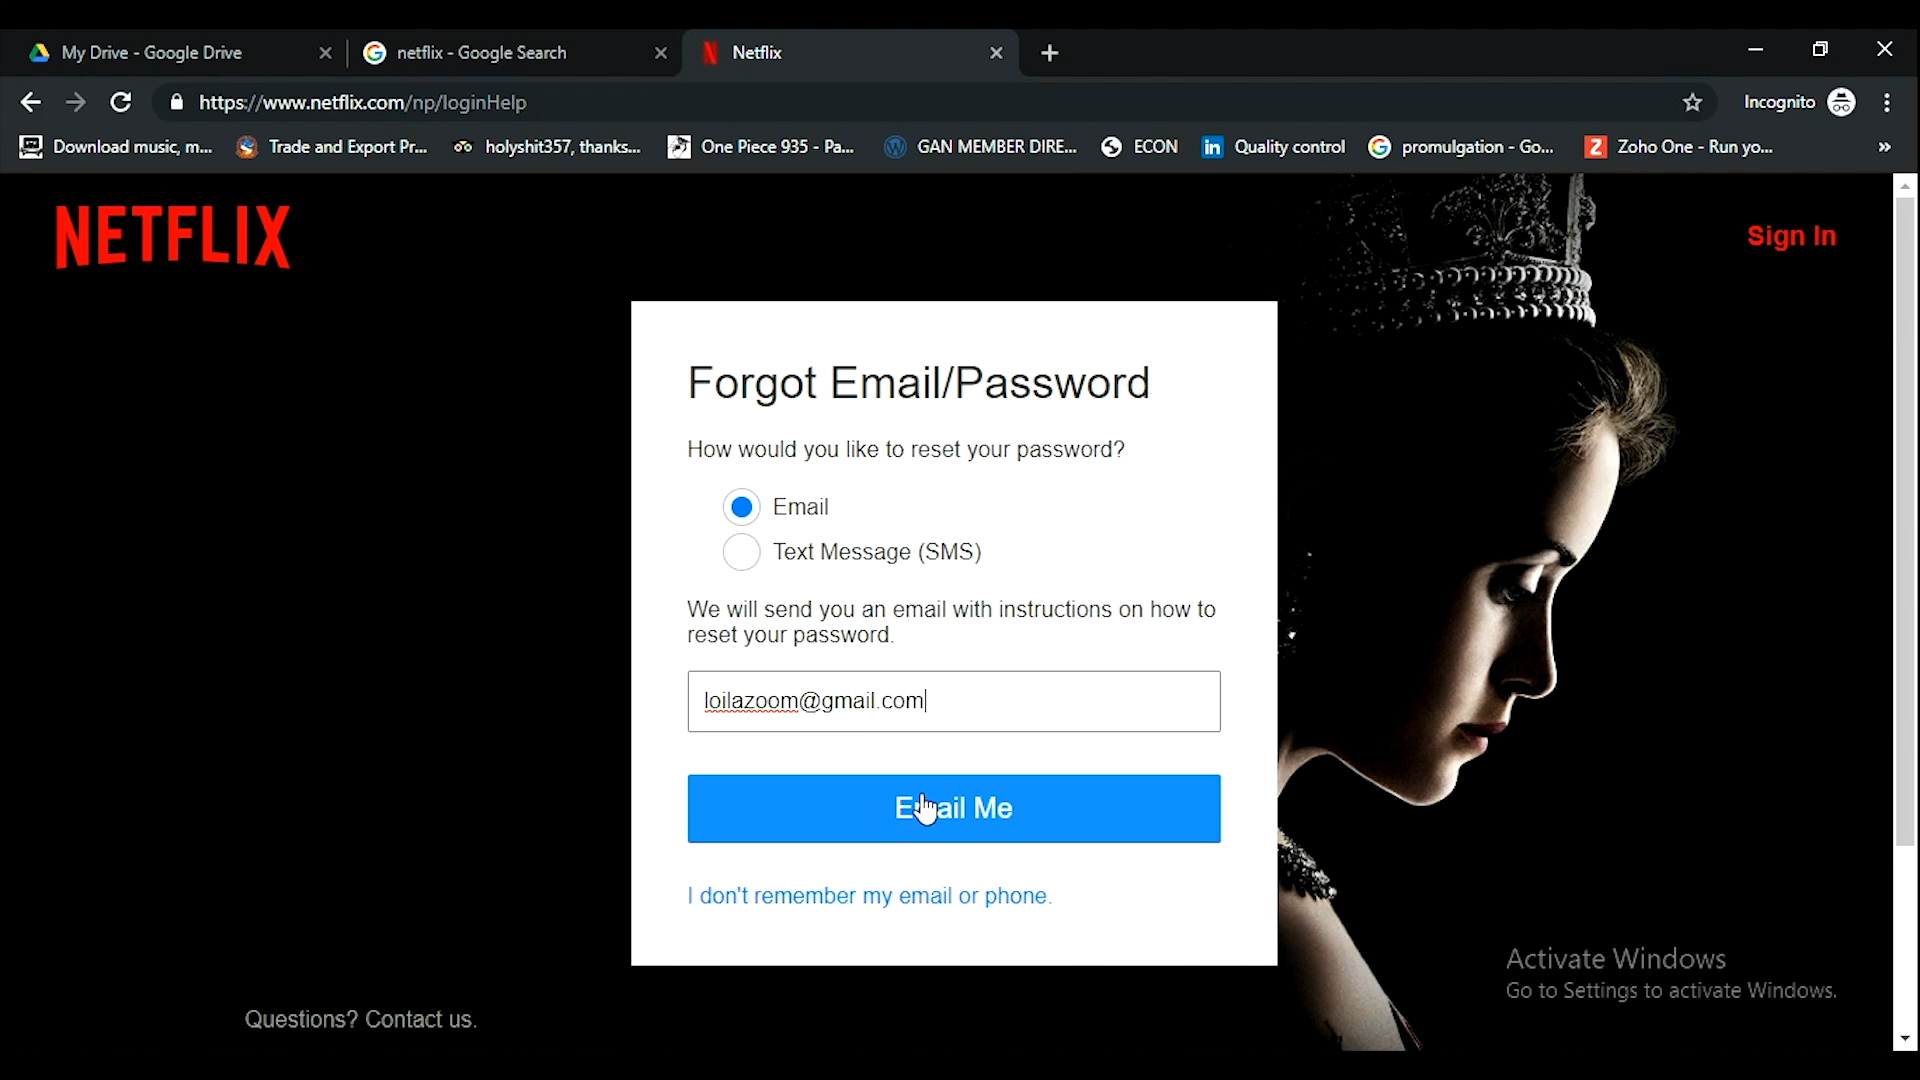 My Drive - Google Drive
netflix - Google Search
Netflix
https://www.netflix.com/np/loginHelp
Incognito
Download music, m...
Trade and Export Pr...
holyshit357, thanks...
One Piece 935 - Pa...
GAN MEMBER DIRE...
ECON
Quality control
promulgation - Go...
Zoho One - Run yo...
NETFLIX
Sign In
Forgot Email/Password
How would you like to reset your password?
Email
Text Message (SMS)
We will send you an email with instructions on how to
reset your password.
loilazoom@gmail.com
Email Me
I don't remember my email or phone.
Activate Windows
Go to Settings to activate Windows.
Questions? Contact us.